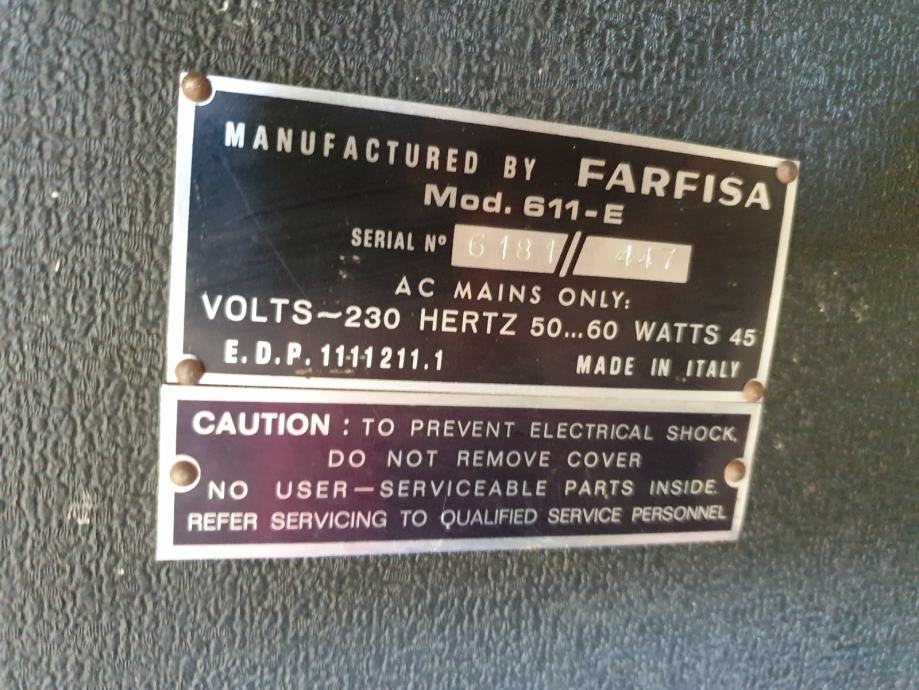 MANUFACTURED BY FARFISA
Mod. 611-E
SERIAL Nº 6181// 447
AC MAINS ONLY:
VOLTS~230 HERTZ 50...60 WATTS 45
E.D.P. 1111211.1 MADE IN ITALY
CAUTION : TO PREVENT ELECTRICAL SHOCK,
DO NOT REMOVE COVER
NO USER—SERVICEABLE PARTS INSIDE.
REFER SERVICING TO QUALIFIED SERVICE PERSONNEL